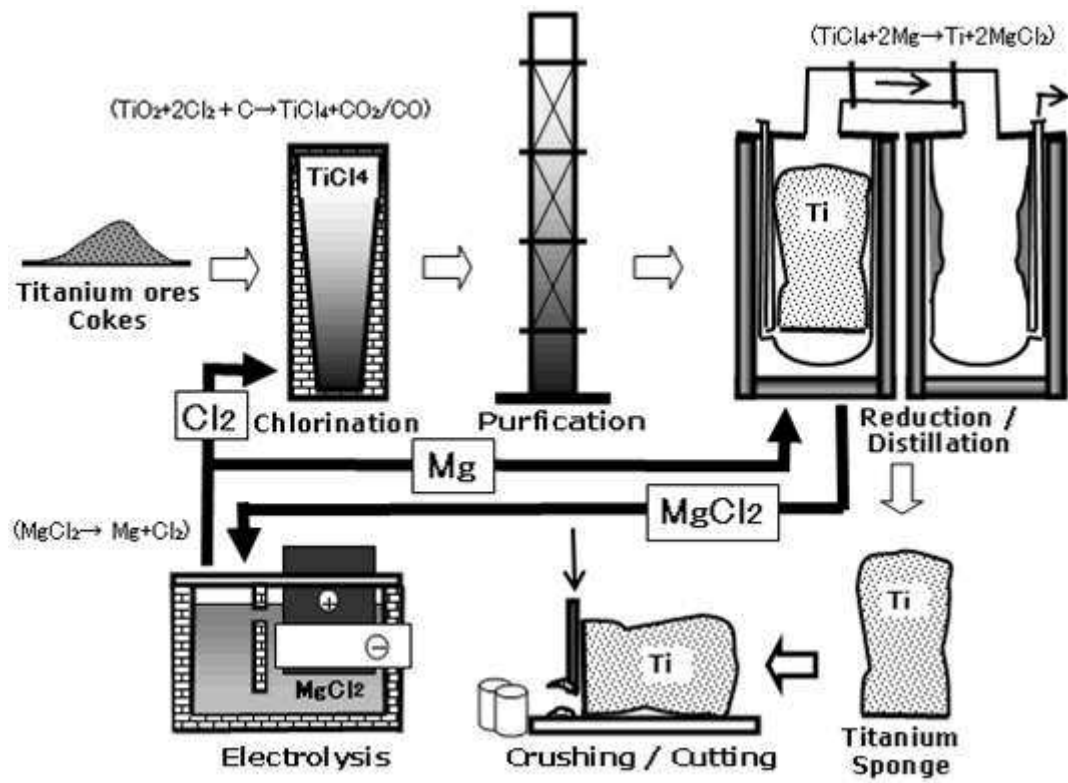 (TiCl₄+2Mg→Ti+2MgCl₂)
(TiO₂+2Cl₂+C→TiCl₄+CO₂/CO)
TiCl₄
Ti
Titanium ores
Cokes
Cl₂
Chlorination
Purfication
Reduction /
Distillation
Mg
MgCl₂
(MgCl₂→ Mg+Cl₂)
+
−
MgCl₂
Electrolysis
Ti
Crushing / Cutting
Ti
Titanium
Sponge